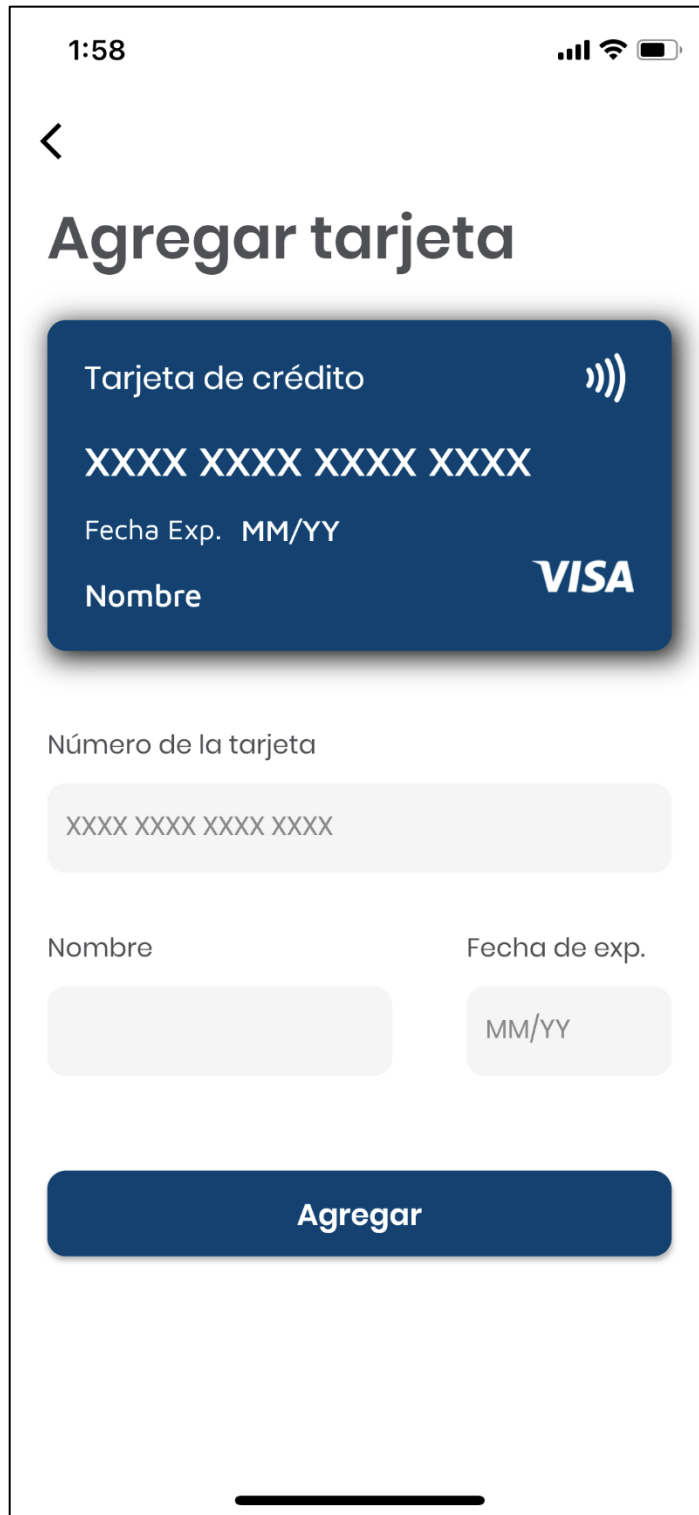 1:58
Agregar tarjeta
Tarjeta de crédito
XXXX XXXX XXXX XXXX
Fecha Exp. MM/YY
VISA
Nombre
Número de la tarjeta
XXXX XXXX XXXX XXXX
Nombre Fecha de exp.
MM/YY
Agregar